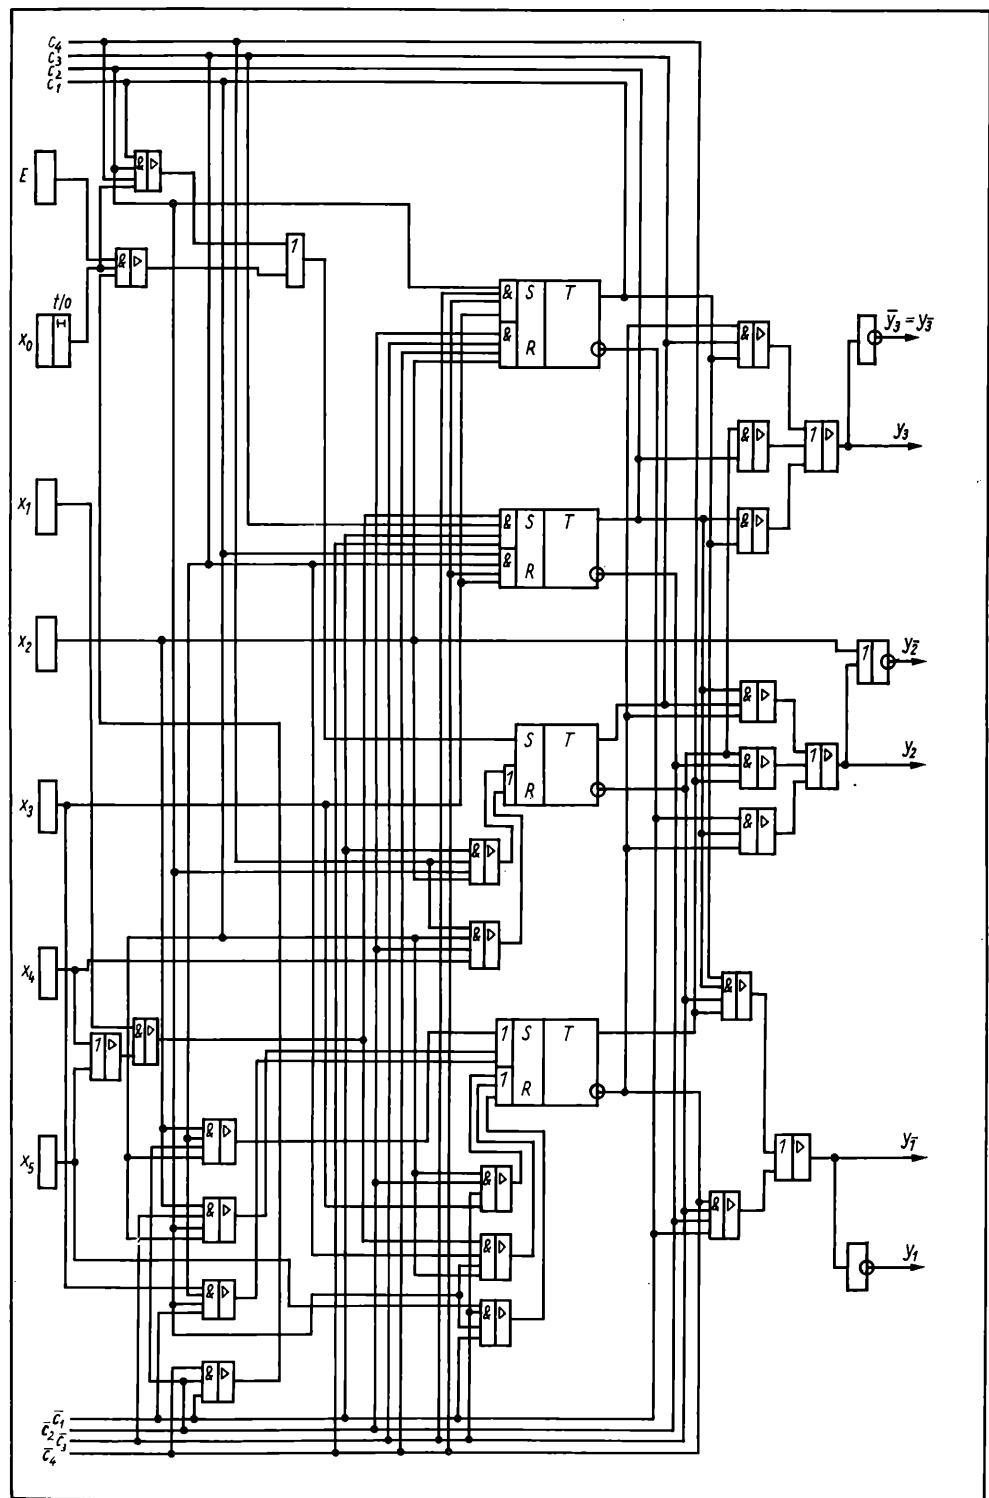 C₄
C₃
C₂
C₁
& ▷
E
1
& ▷
t/0
X₀
& S T
& R
& ▷
ȳ₃ = y₃̄
& ▷
1 ▷
y₃
X₁
& S T
& R
& ▷
X₂
1
y₂̄
& ▷
S T
1 R
& ▷
1 ▷
y₂
X₃
& ▷
& ▷
& ▷
X₄
& ▷
& ▷
1 ▷
1 S T
1 R
& ▷
X₅
1 ▷
y₁̄
& ▷
& ▷
& ▷
& ▷
y₁
& ▷
& ▷
& ▷
C̄₁
C̄₂ C̄₃
C̄₄